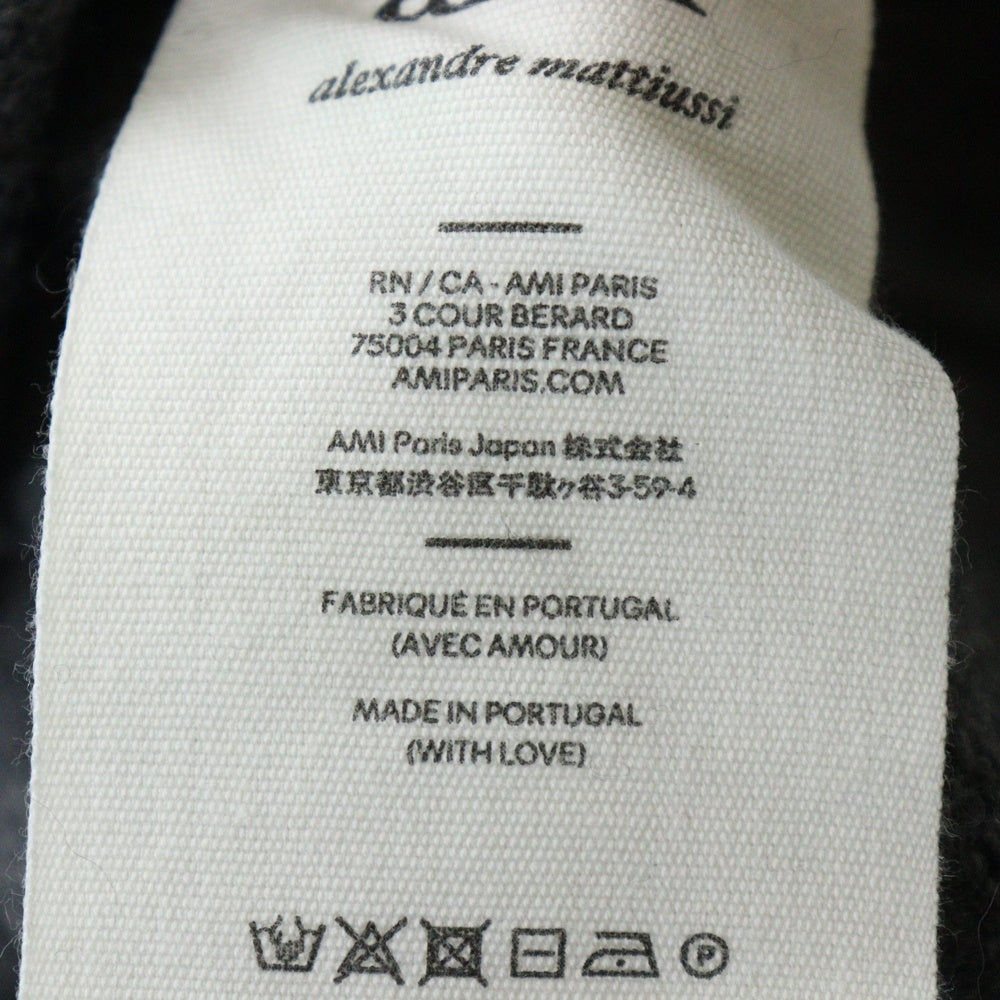 alexandre mattiussi
RN / CA - AMI PARIS
3 COUR BERARD
75004 PARIS FRANCE
AMIPARIS.COM
AMI Paris Japan 株式会社
東京都渋谷区千駄ヶ谷3-59-4
FABRIQUÉ EN PORTUGAL
(AVEC AMOUR)
MADE IN PORTUGAL
(WITH LOVE)
P